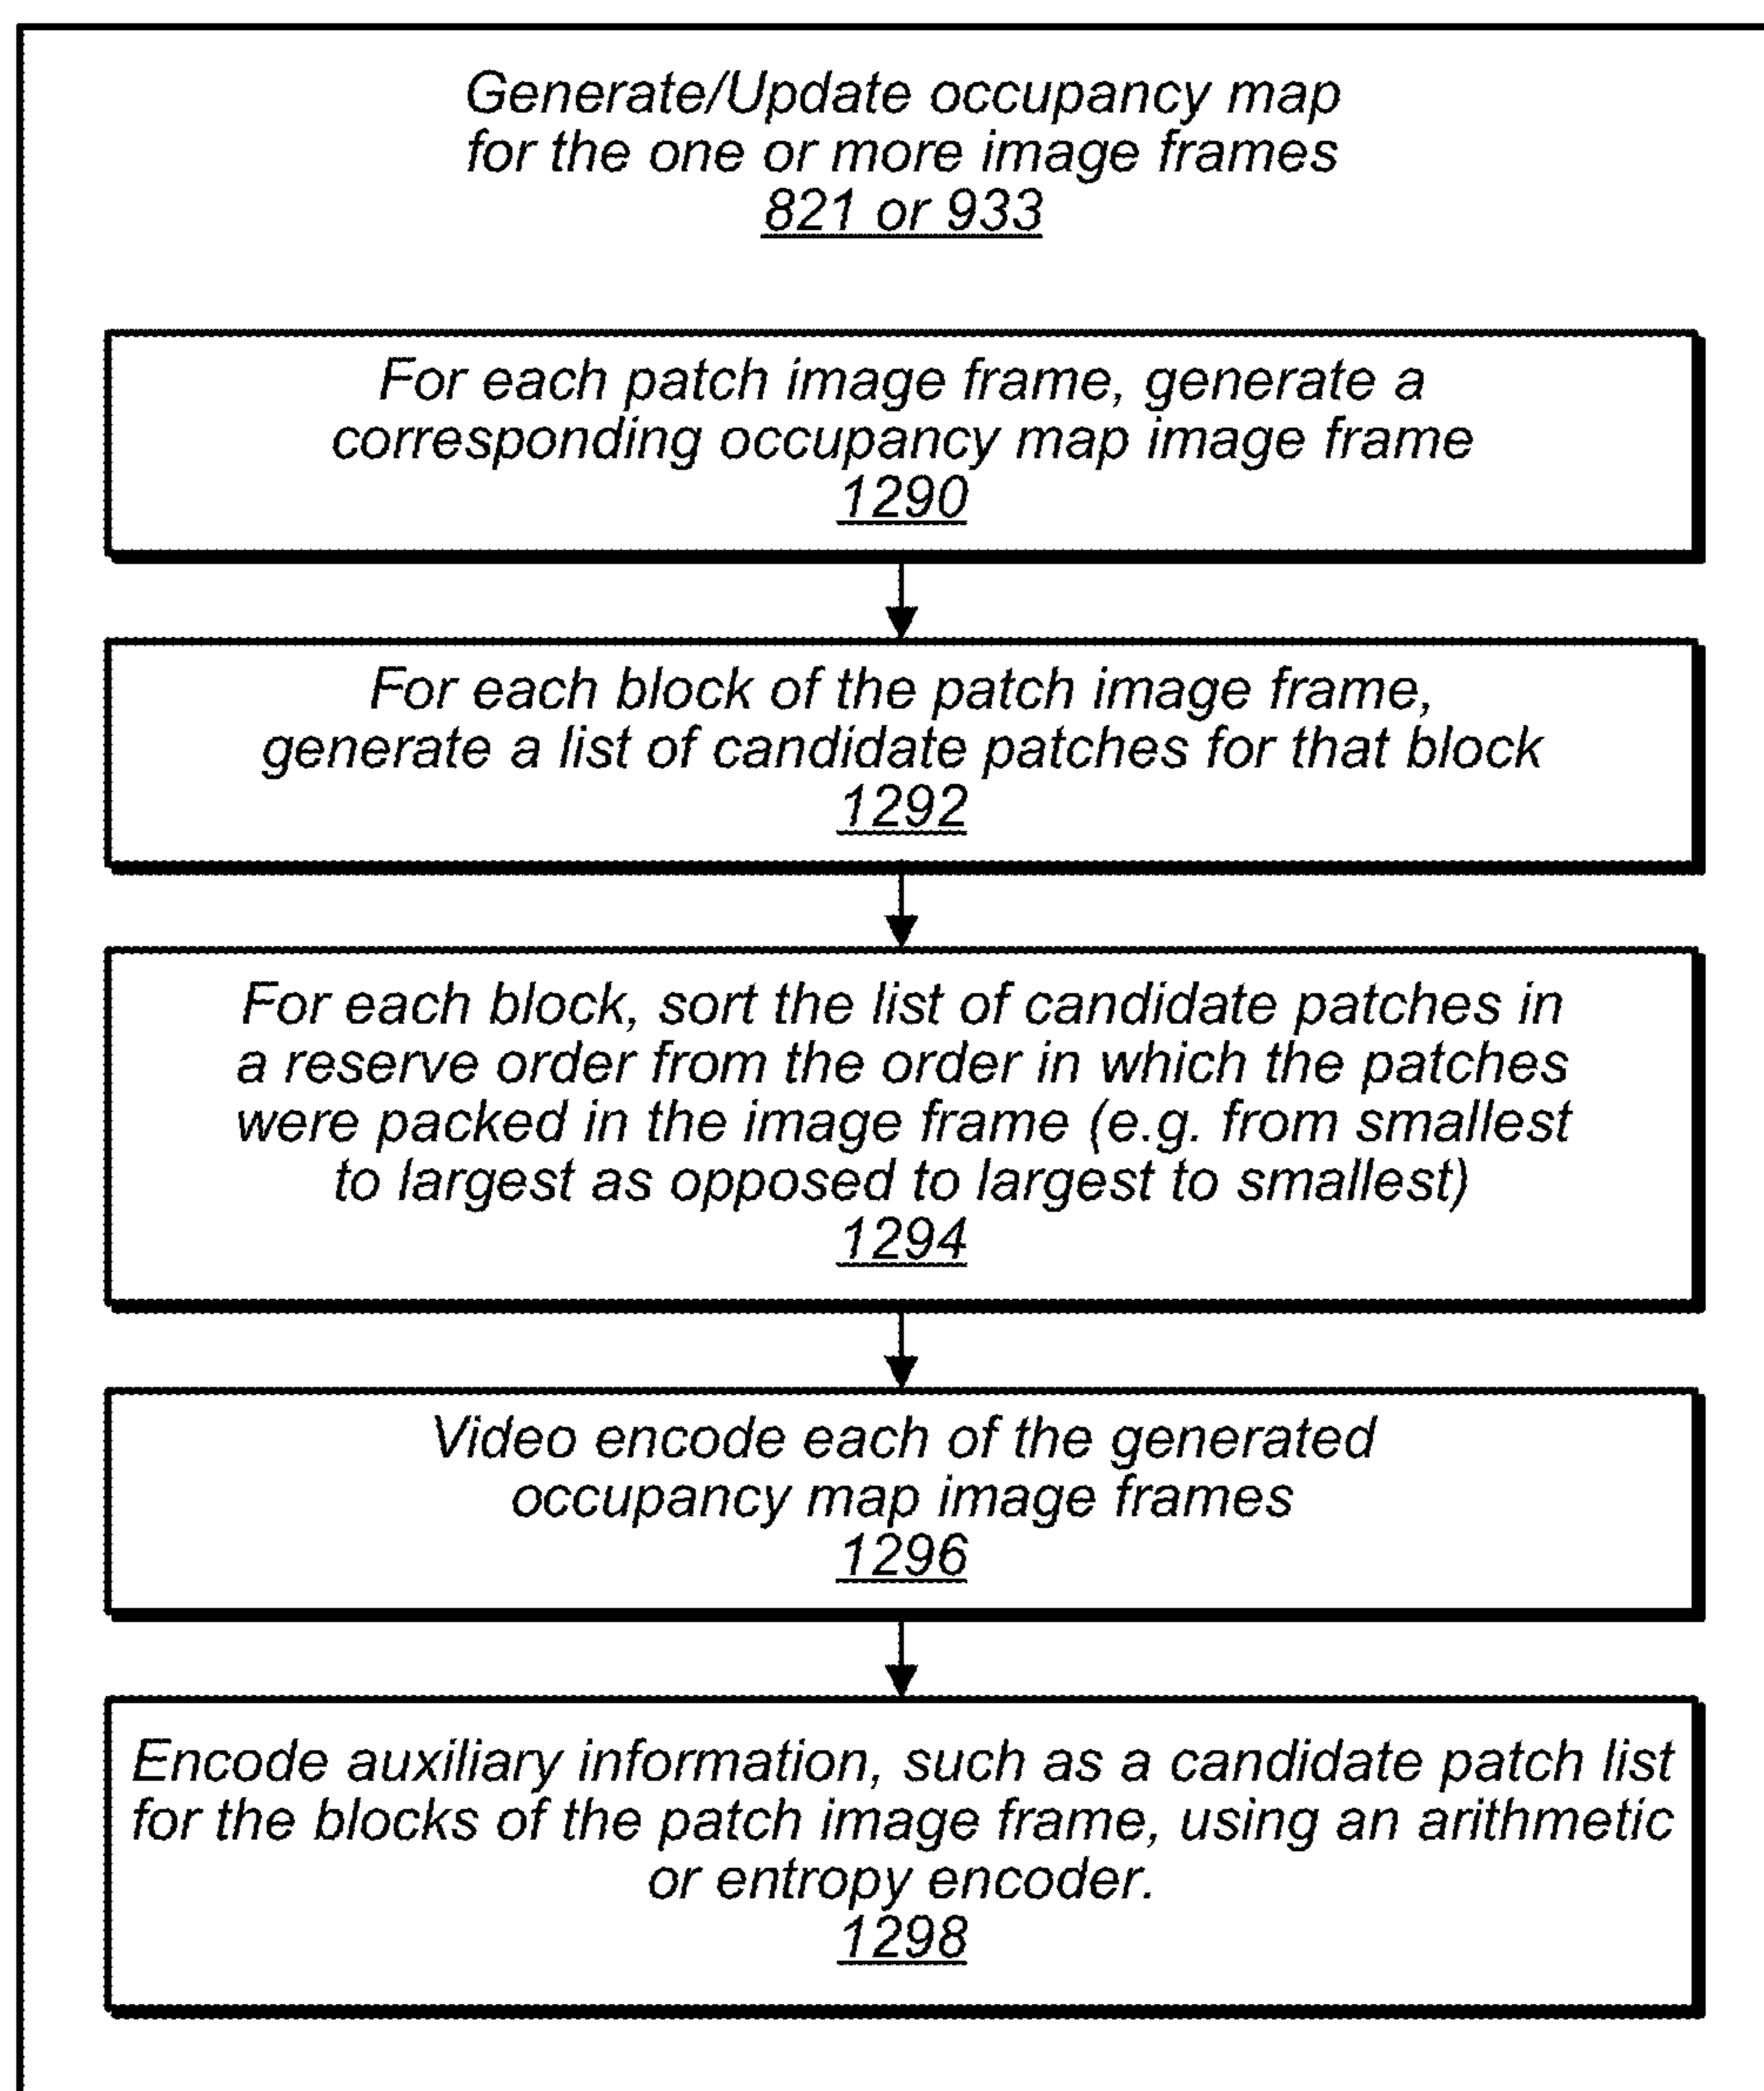 Generate/Update occupancy map
for the one or more image frames
821 or 933
For each patch image frame, generate a
corresponding occupancy map image frame
1290
For each block of the patch image frame,
generate a list of candidate patches for that block
1292
For each block, sort the list of candidate patches in
a reserve order from the order in which the patches
were packed in the image frame (e.g. from smallest
to largest as opposed to largest to smallest)
1294
Video encode each of the generated
occupancy map image frames
1296
Encode auxiliary information, such as a candidate patch list
for the blocks of the patch image frame, using an arithmetic
or entropy encoder.
1298